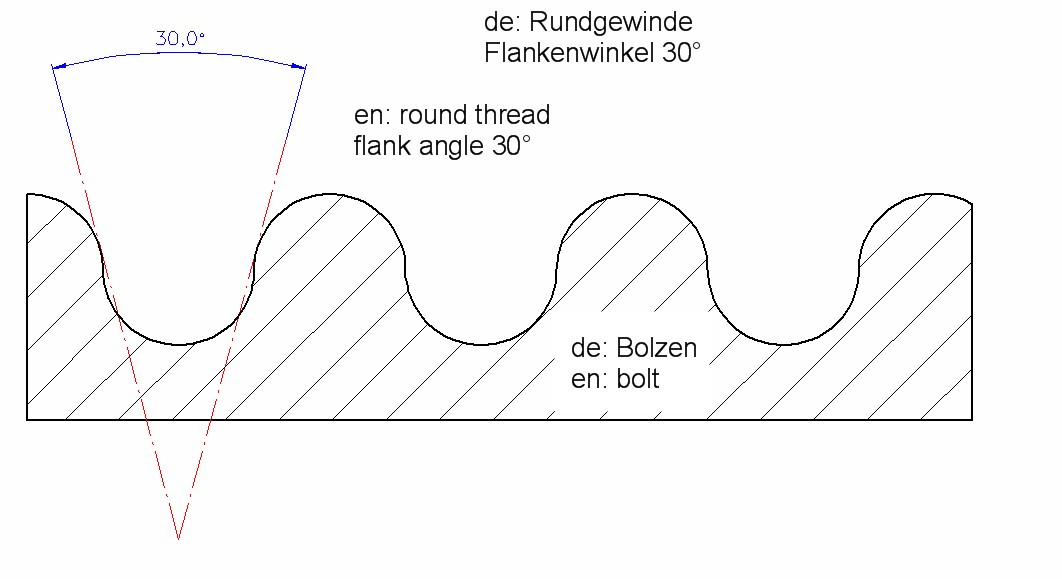 30,0°
de: Rundgewinde
Flankenwinkel 30°
en: round thread
flank angle 30°
de: Bolzen
en: bolt